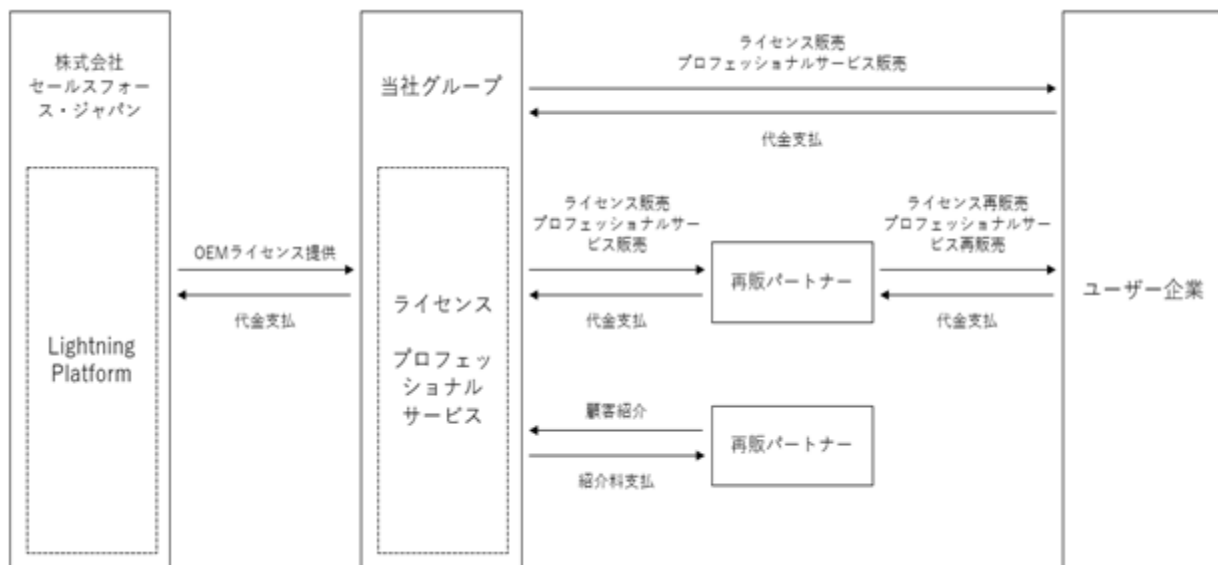 株式会社
セールスフォー
ス・ジャパン
Lightning
Platform
OEMライセンス提供
代金支払
当社グループ
ライセンス
プロフェッ
ショナル
サービス
ライセンス販売
プロフェッショナルサービス販売
代金支払
ライセンス販売
プロフェッショナルサー
ビス販売
代金支払
再販パートナー
ライセンス再販売
プロフェッショナルサー
ビス再販売
代金支払
顧客紹介
紹介料支払
再販パートナー
ユーザー企業